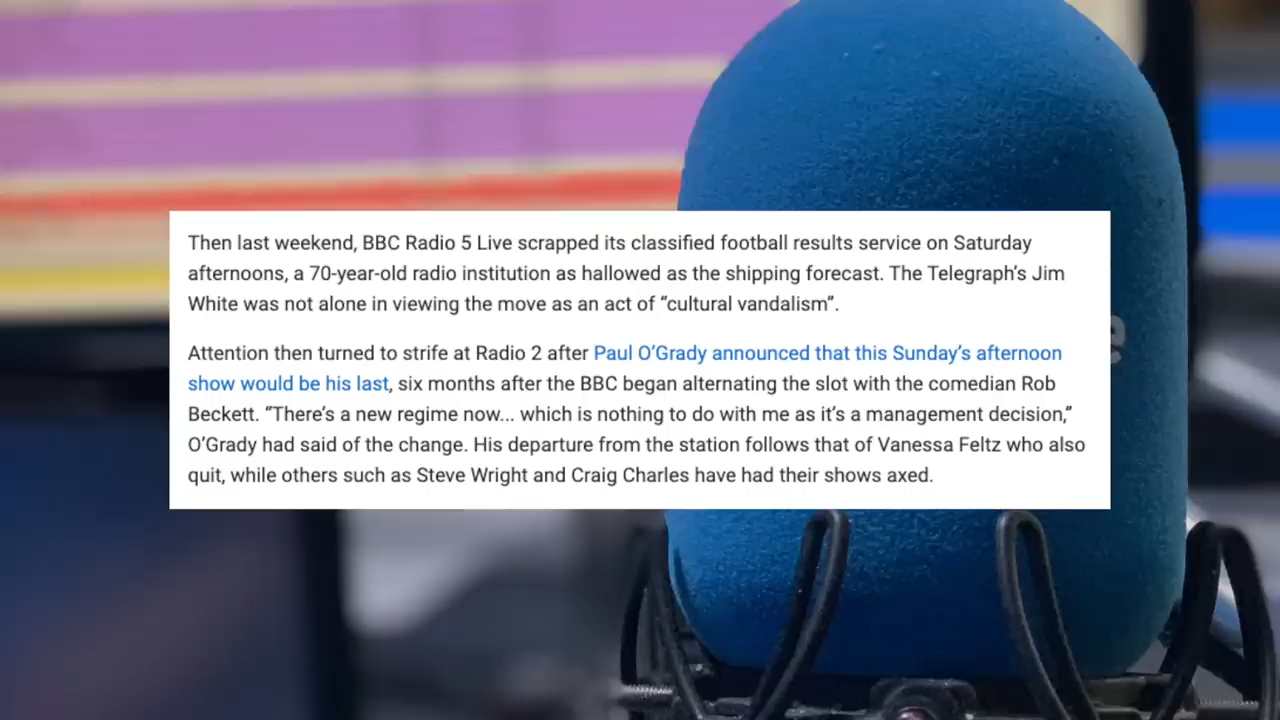 Then last weekend, BBC Radio 5 Live scrapped its classified football results service on Saturday
afternoons, a 70-year-old radio institution as hallowed as the shipping forecast. The Telegraph’s Jim
White was not alone in viewing the move as an act of “cultural vandalism”.
Attention then turned to strife at Radio 2 after Paul O’Grady announced that this Sunday’s afternoon
show would be his last, six months after the BBC began alternating the slot with the comedian Rob
Beckett. “There’s a new regime now... which is nothing to do with me as it’s a management decision,”
O’Grady had said of the change. His departure from the station follows that of Vanessa Feltz who also
quit, while others such as Steve Wright and Craig Charles have had their shows axed.